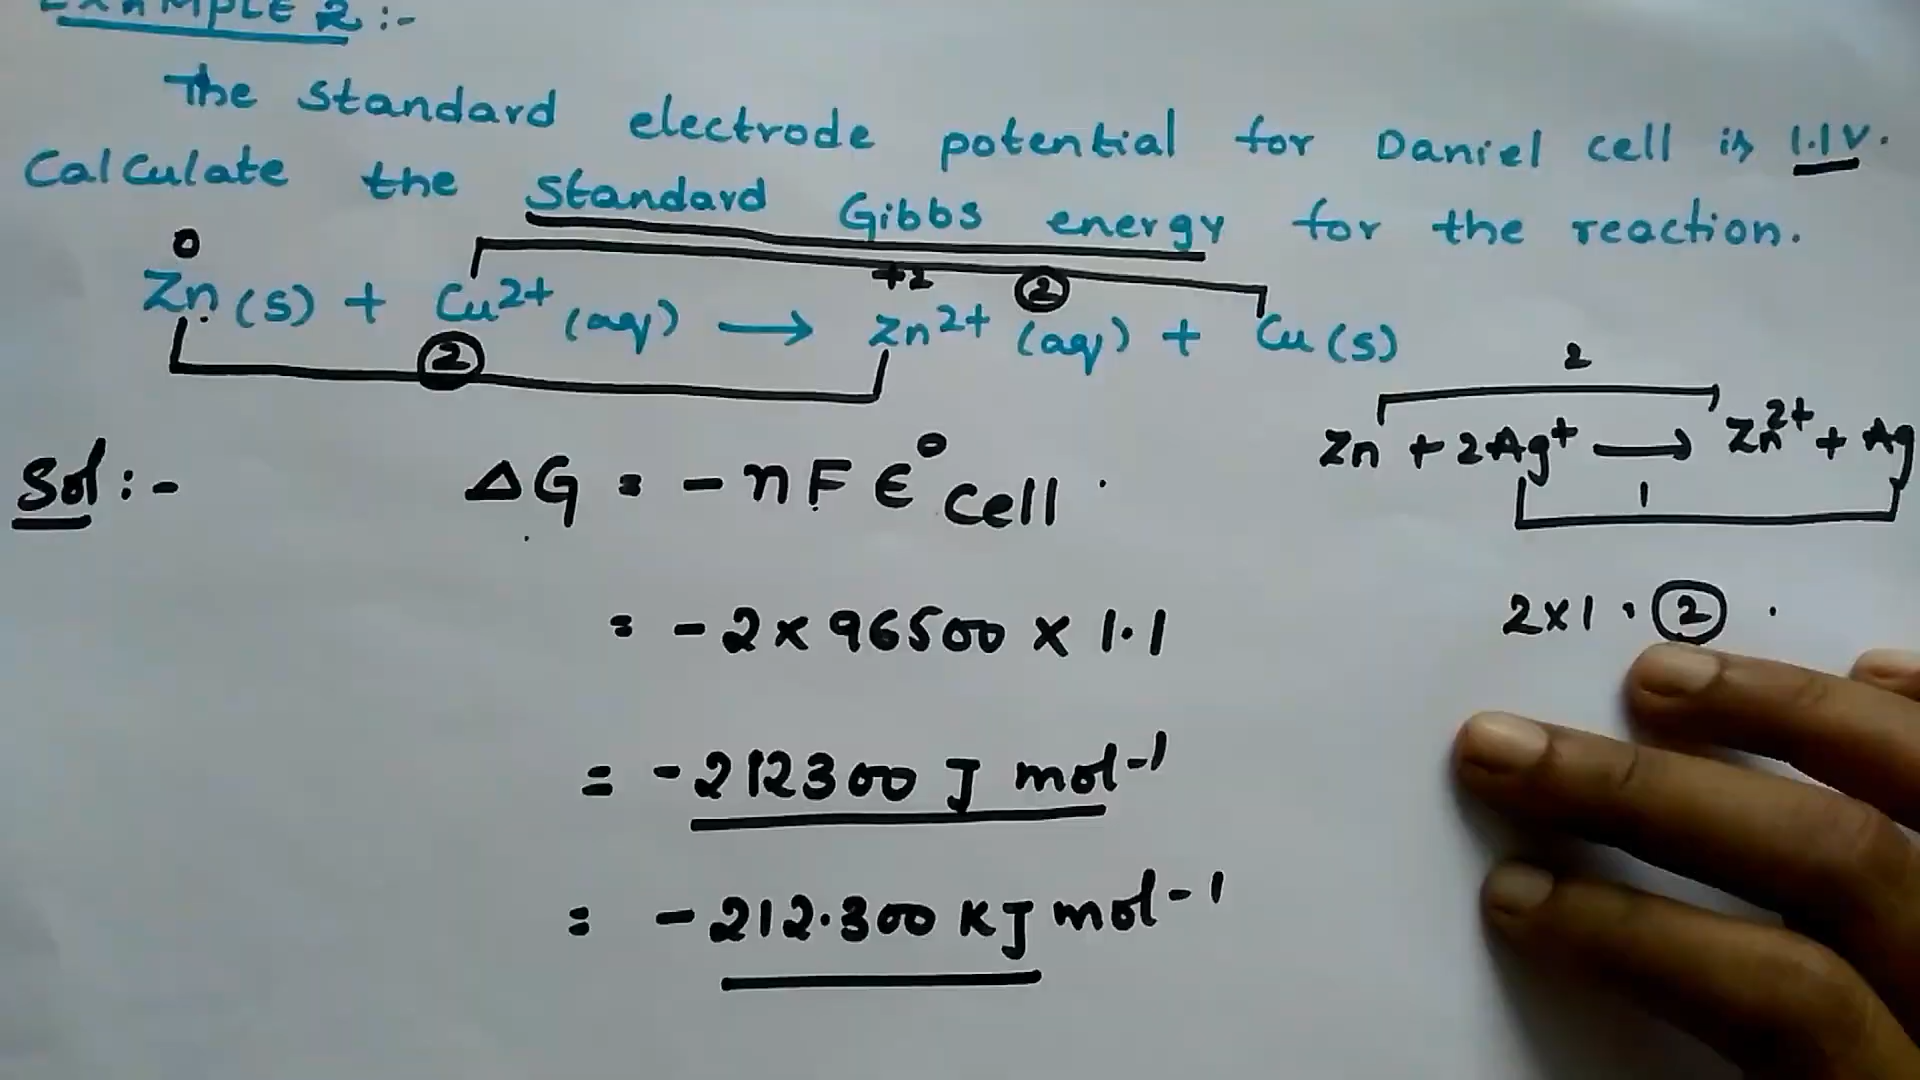 EXAMPLE 2 :-
The standard electrode potential for Daniel cell is 1.1V.
Calculate the standard Gibbs energy for the reaction.
0
+2 ②
Zn (s) + Cu²⁺ (aq) ⟶ Zn²⁺ (aq) + Cu (s)
②
2
Zn + 2Ag⁺ ⟶ Zn²⁺ + Ag
1
Sol :- ΔG = -nFE°cell
= -2 × 96500 × 1.1
2×1 = ②
= -212300 J mol⁻¹
= -212.300 KJ mol⁻¹